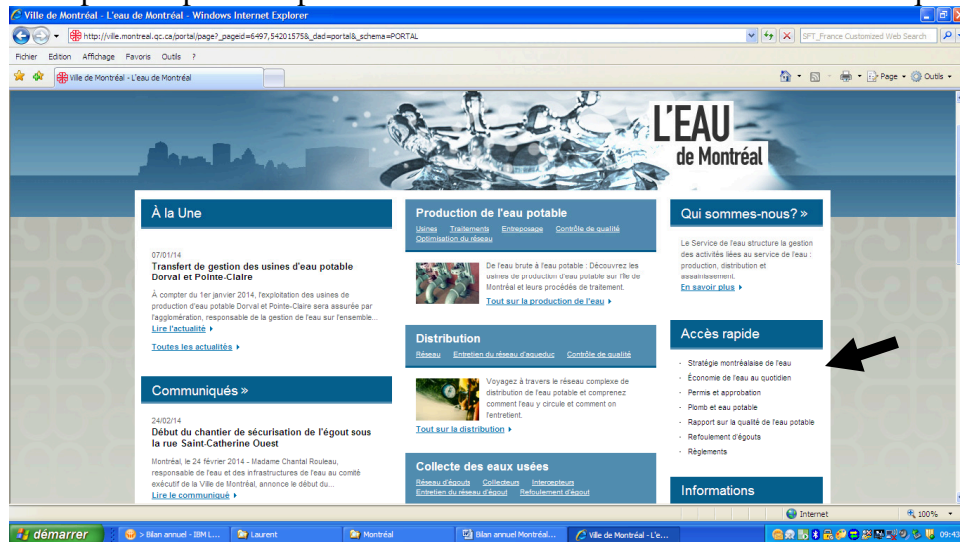 Ville de Montréal - L'eau de Montréal - Windows Internet Explorer
http://ville.montreal.qc.ca/portal/page?_pageid=6497,54201575&_dad=portal&_schema=PORTAL
SFT_France Customized Web Search
Fichier Edition Affichage Favoris Outils ?
Ville de Montréal - L'eau de Montréal
Page Outils
L'EAU
de Montréal
À la Une
07/01/14
Transfert de gestion des usines d'eau potable
Dorval et Pointe-Claire
À compter du 1er janvier 2014, l'exploitation des usines de
production d'eau potable Dorval et Pointe-Claire sera assurée par
l'agglomération, responsable de la gestion de l'eau sur l'ensemble...
Lire l'actualité
Toutes les actualités
Communiqués »
24/02/14
Début du chantier de sécurisation de l'égout sous
la rue Saint-Catherine Ouest
Montréal, le 24 février 2014 - Madame Chantal Rouleau,
responsable de l'eau et des infrastructures de l'eau au comité
exécutif de la Ville de Montréal, annonce le début du...
Lire le communiqué
Production de l'eau potable
Usines Traitements Entreposage Contrôle de qualité
Optimisation du réseau
De l'eau brute à l'eau potable : Découvrez les
usines de production d'eau potable sur l'île de
Montréal et leurs procédés de traitement.
Tout sur la production de l'eau
Distribution
Réseau Entretien du réseau d'aqueduc Contrôle de qualité
Voyagez à travers le réseau complexe de
distribution de l'eau potable et comprenez
comment l'eau y circule et comment on
l'entretient.
Tout sur la distribution
Collecte des eaux usées
Réseau d'égouts Collecteurs Intercepteurs
Entretien du réseau d'égout Refoulement d'égout
Qui sommes-nous? »
Le Service de l'eau structure la gestion
des activités liées au service de l'eau :
production, distribution et
assainissement.
En savoir plus
Accès rapide
- Stratégie montréalaise de l'eau
- Économie de l'eau au quotidien
- Permis et approbation
- Plomb et eau potable
- Rapport sur la qualité de l'eau potable
- Refoulement d'égouts
- Règlements
Informations
Internet 100%
démarrer > Bilan annuel - IBM L... Laurent Montréal Bilan annuel Montréal... Ville de Montréal - L'e... 09:43